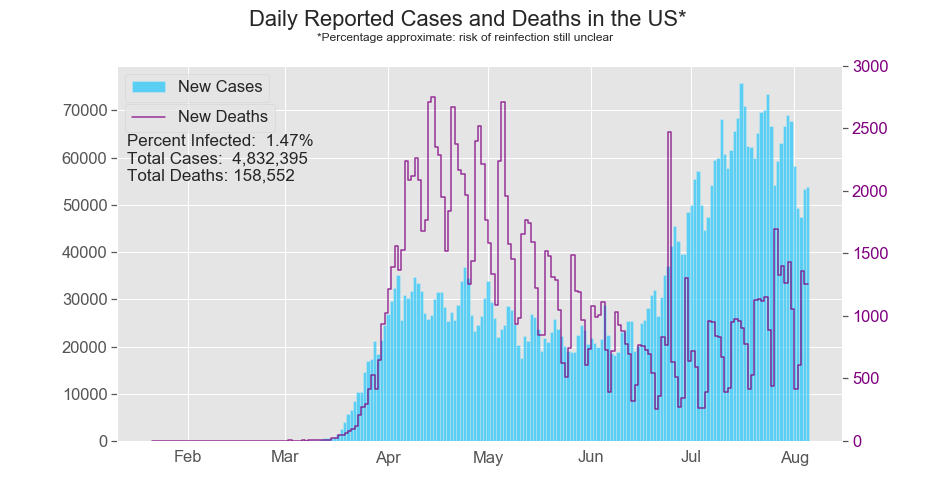 Daily Reported Cases and Deaths in the US*
*Percentage approximate: risk of reinfection still unclear
New Cases
New Deaths
Percent Infected:  1.47%
Total Cases:  4,832,395
Total Deaths: 158,552
70000
60000
50000
40000
30000
20000
10000
0
3000
2500
2000
1500
1000
500
0
Feb Mar Apr May Jun Jul Aug